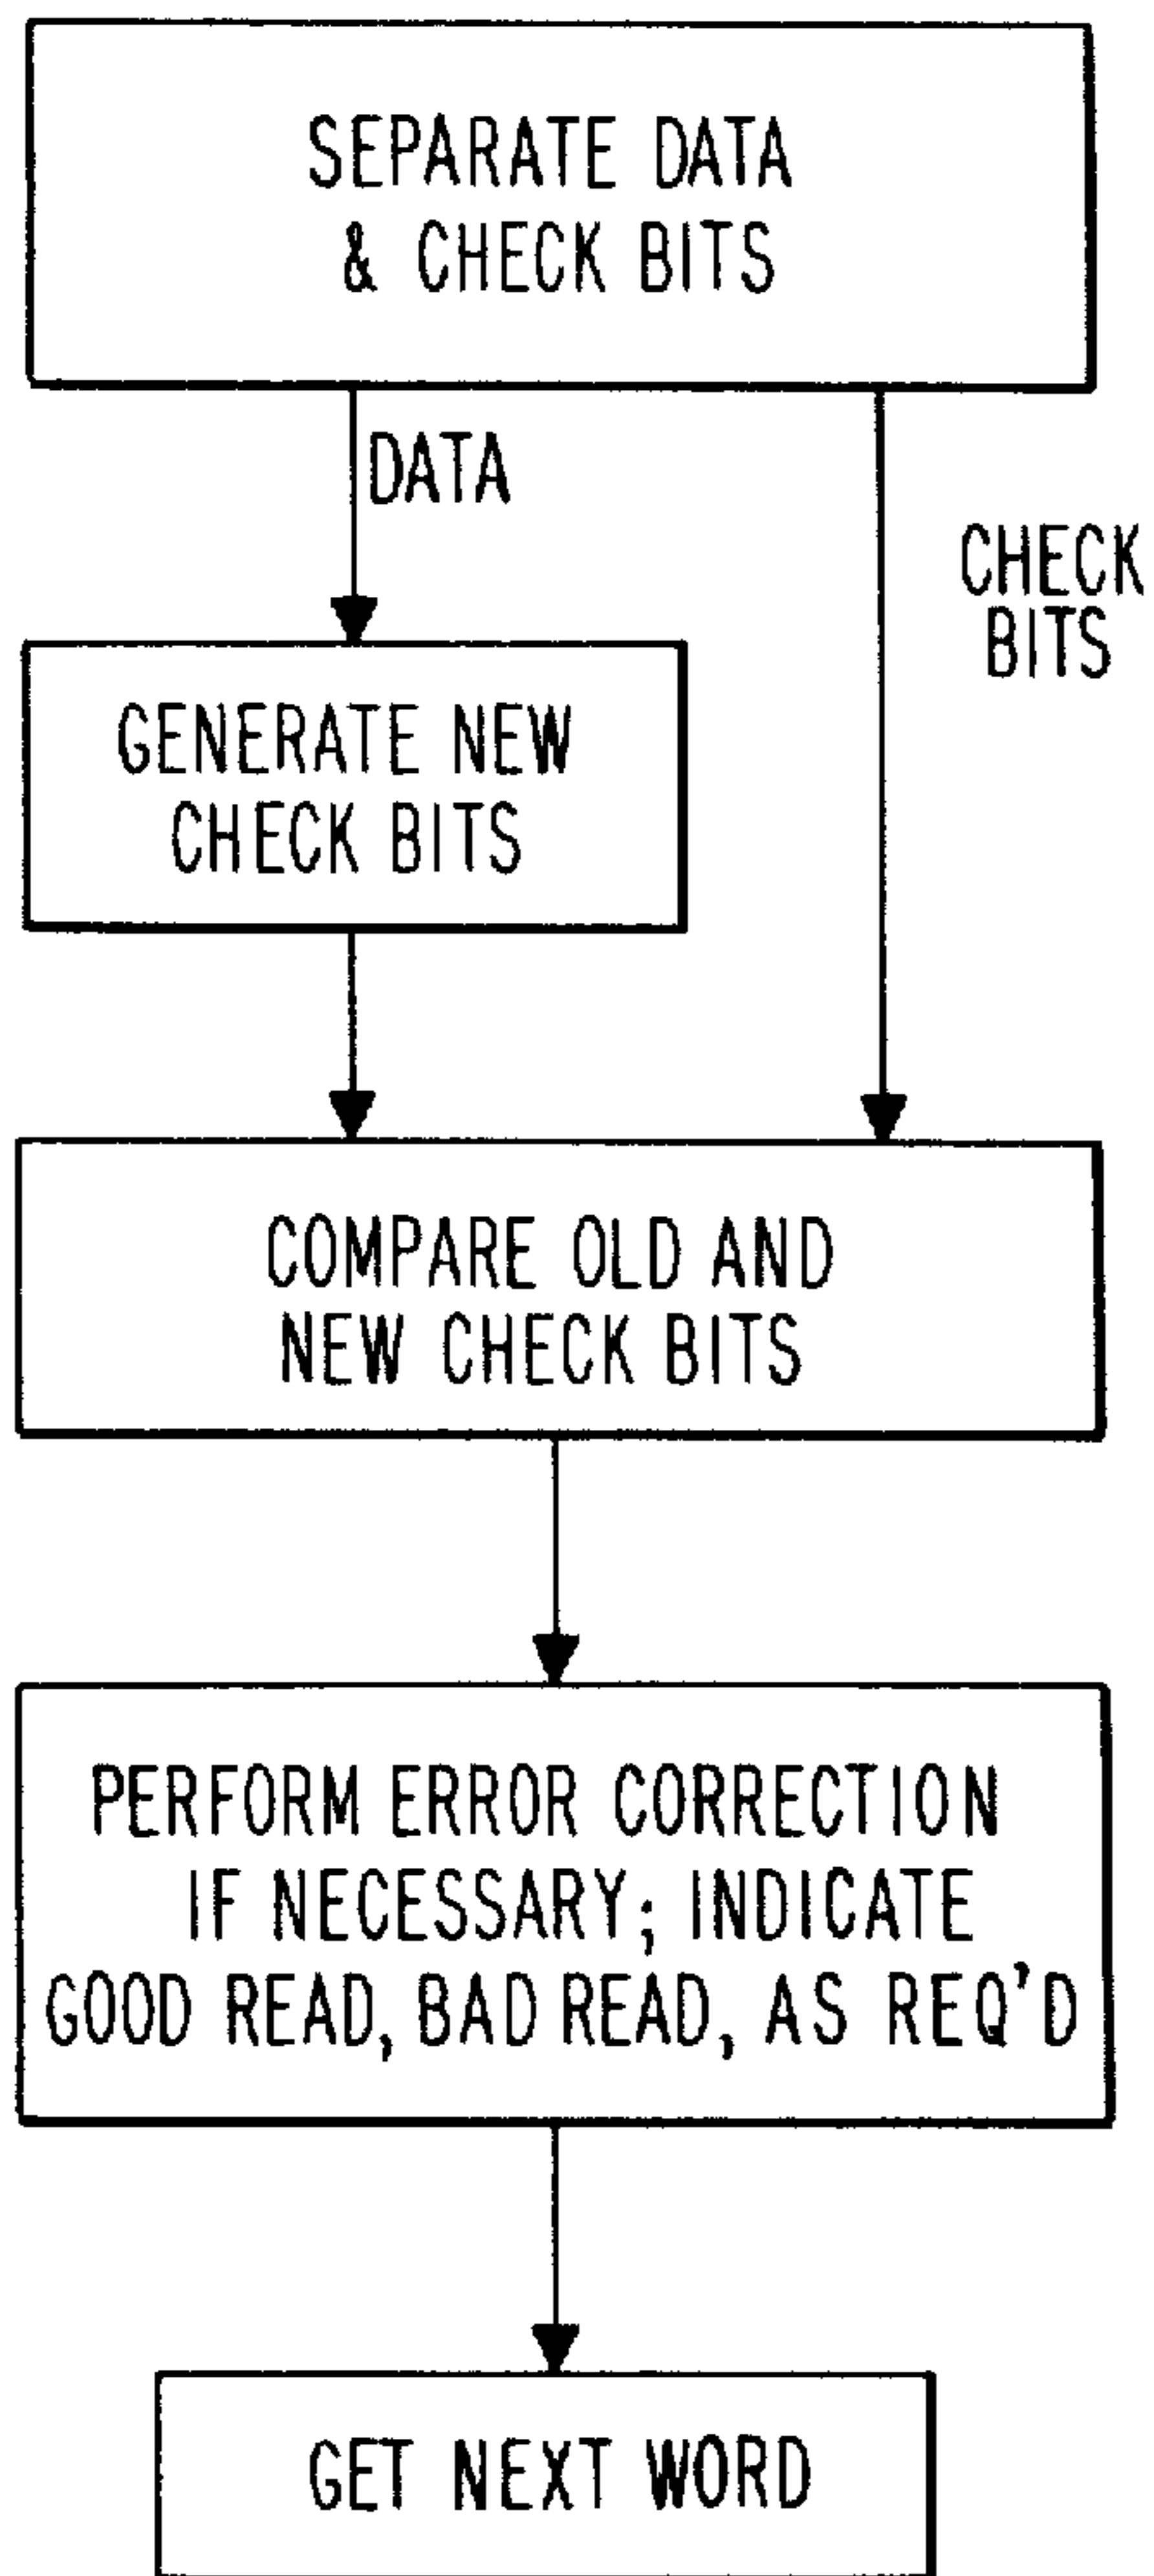 SEPARATE DATA
& CHECK BITS
DATA
CHECK
BITS
GENERATE NEW
CHECK BITS
COMPARE OLD AND
NEW CHECK BITS
PERFORM ERROR CORRECTION
IF NECESSARY; INDICATE
GOOD READ, BAD READ, AS REQ'D
GET NEXT WORD